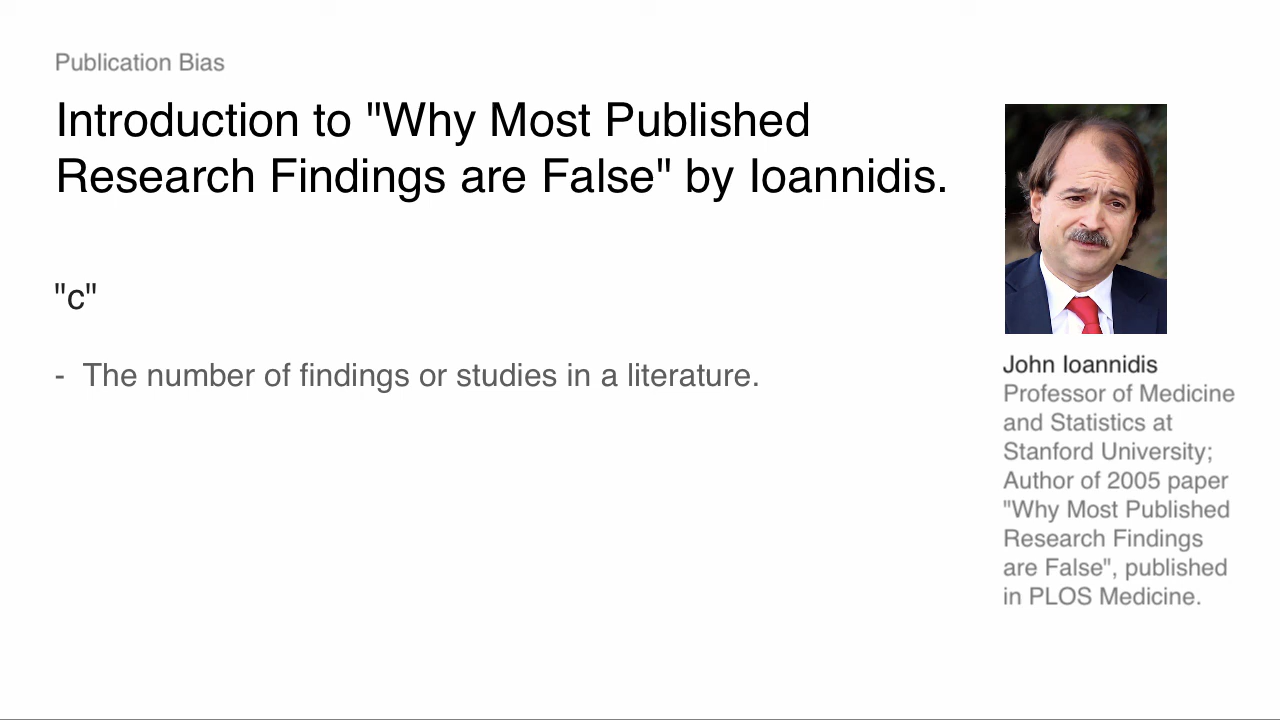 Publication Bias
Introduction to "Why Most Published
Research Findings are False" by Ioannidis.
"c"
- The number of findings or studies in a literature.
John Ioannidis
Professor of Medicine
and Statistics at
Stanford University;
Author of 2005 paper
"Why Most Published
Research Findings
are False", published
in PLOS Medicine.